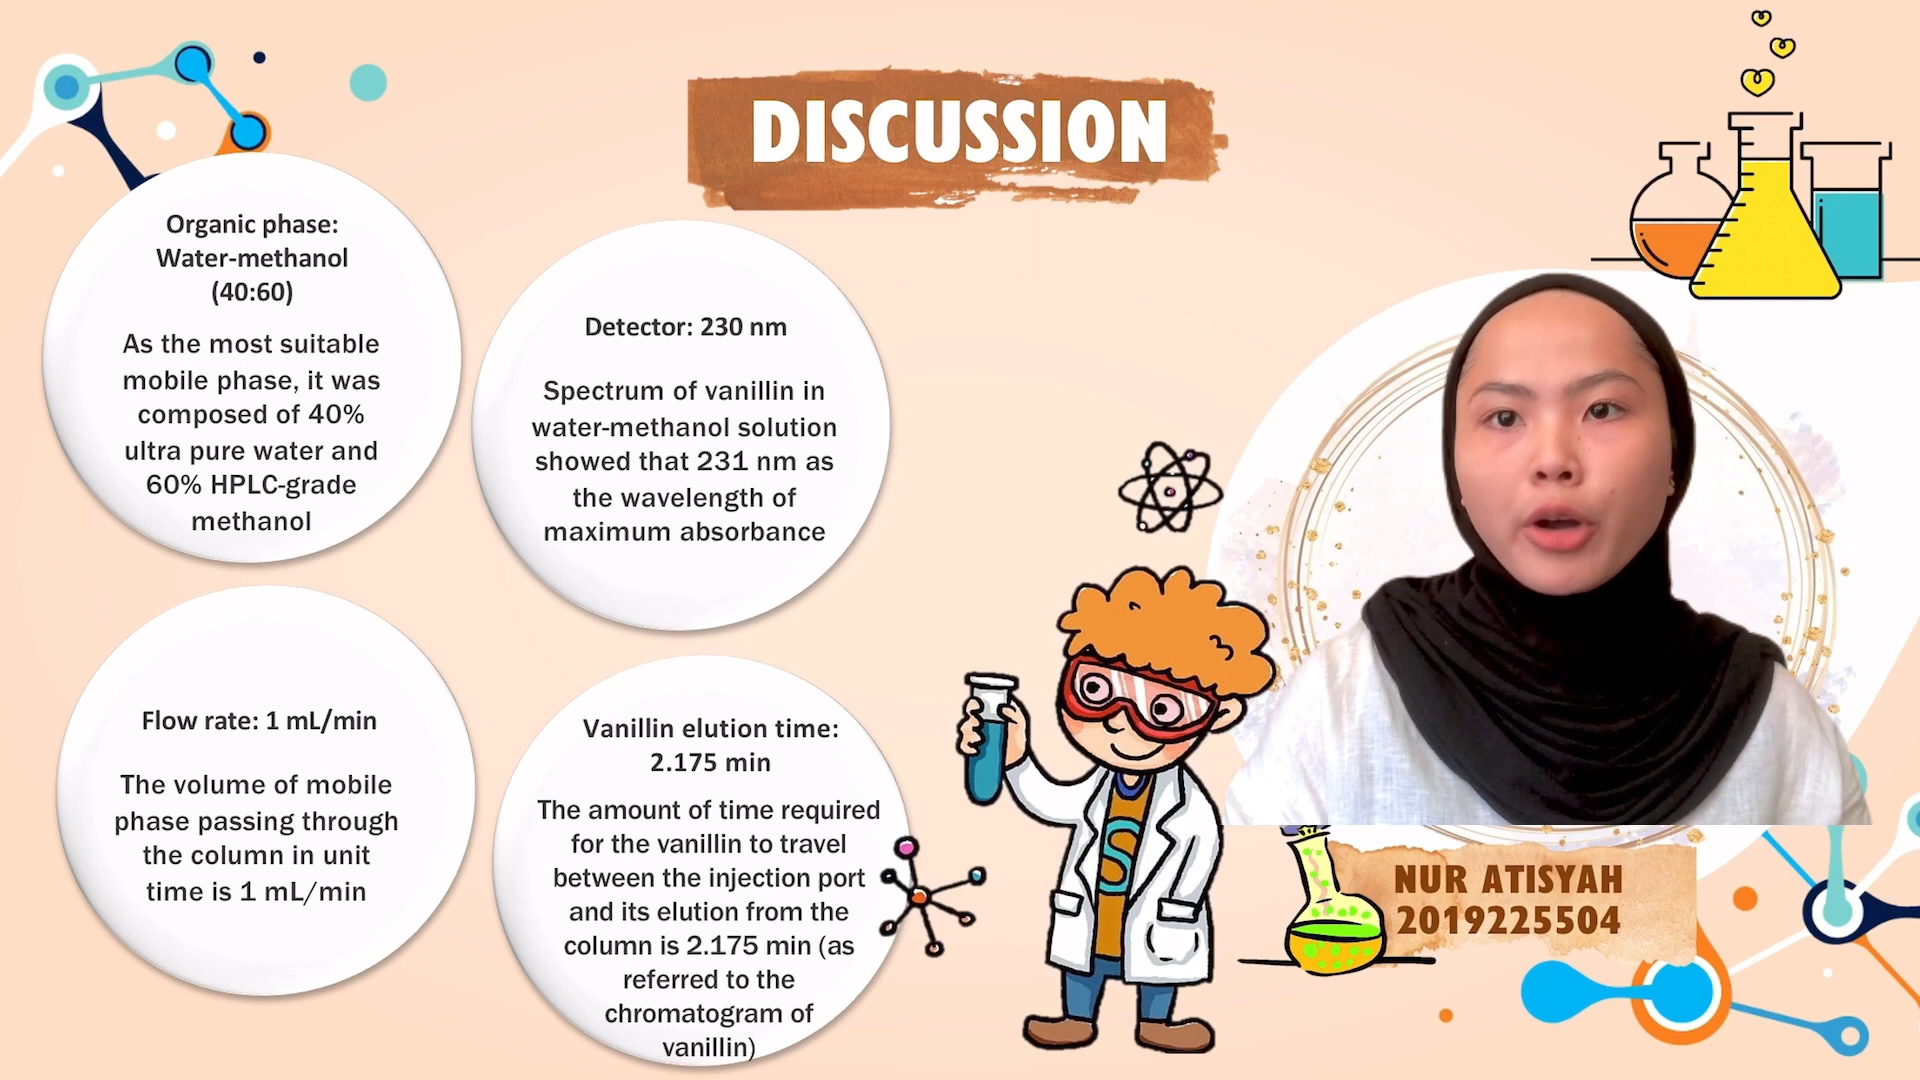 DISCUSSION
Organic phase:
Water-methanol
(40:60)
As the most suitable
mobile phase, it was
composed of 40%
ultra pure water and
60% HPLC-grade
methanol
Detector: 230 nm
Spectrum of vanillin in
water-methanol solution
showed that 231 nm as
the wavelength of
maximum absorbance
Flow rate: 1 mL/min
The volume of mobile
phase passing through
the column in unit
time is 1 mL/min
Vanillin elution time:
2.175 min
The amount of time required
for the vanillin to travel
between the injection port
and its elution from the
column is 2.175 min (as
referred to the
chromatogram of
vanillin)
S
NUR ATISYAH
2019225504